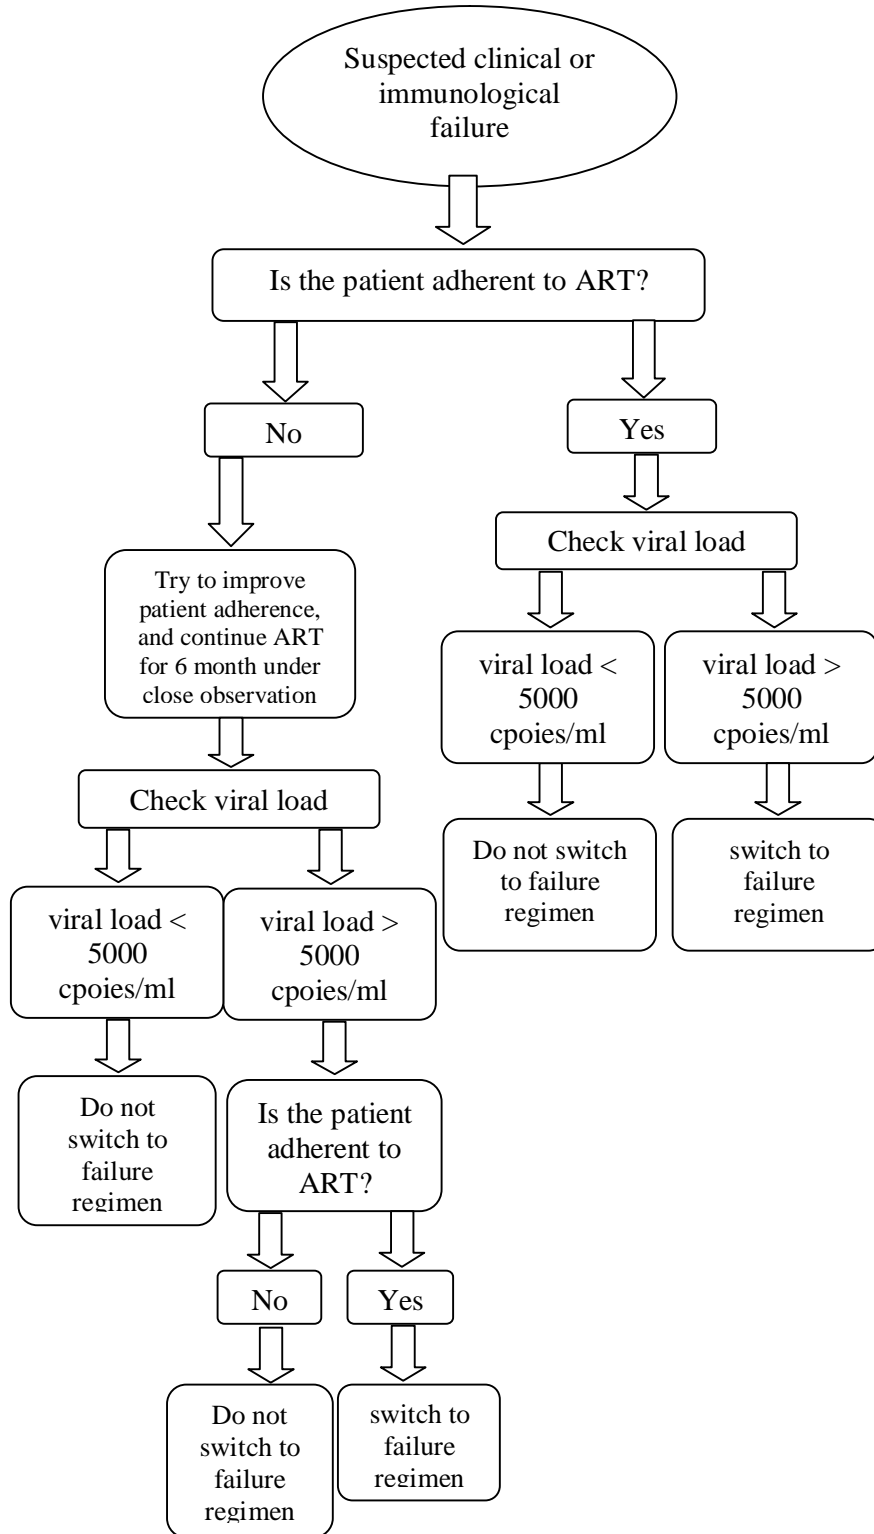 Suspected clinical or
immunological
failure
Is the patient adherent to ART?
No
Yes
Try to improve
patient adherence,
and continue ART
for 6 month under
close observation
Check viral load
viral load <
5000
cpoies/ml
viral load >
5000
cpoies/ml
Do not switch
to failure
regimen
switch to
failure
regimen
Check viral load
viral load <
5000
cpoies/ml
viral load >
5000
cpoies/ml
Do not
switch to
failure
regimen
Is the patient
adherent to
ART?
No
Yes
Do not
switch to
failure
regimen
switch to
failure
regimen